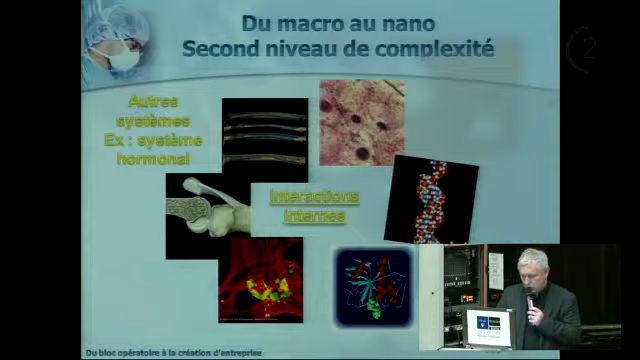 Du macro au nano
Second niveau de complexité
Autres
systèmes
Ex : système
hormonal
Interactions
internes
Du bloc opératoire à la création d'entreprise
2